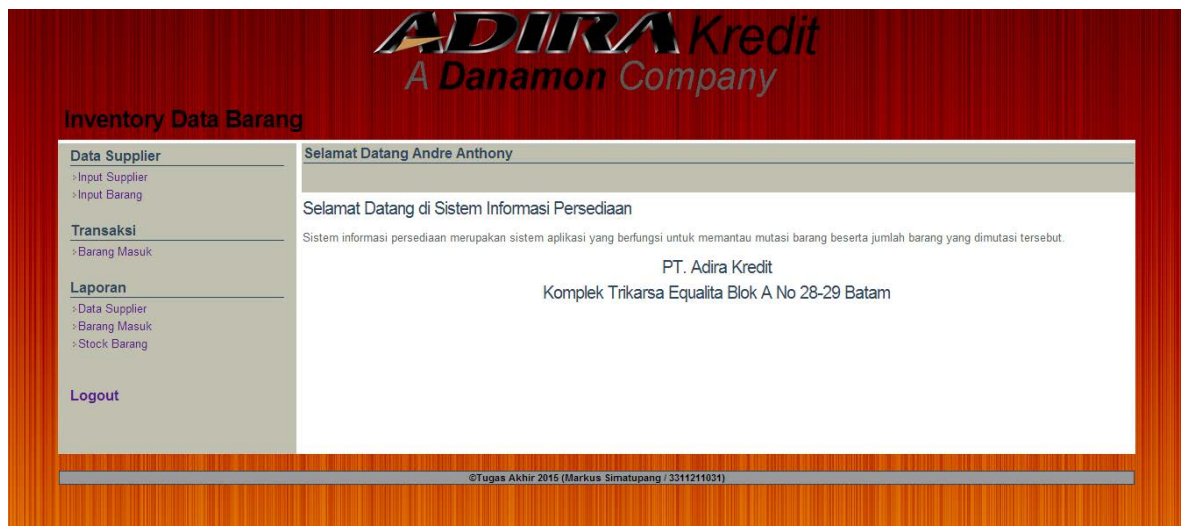 ADIRA Kredit
A Danamon Company
Inventory Data Barang
Data Supplier
Input Supplier
Input Barang
Transaksi
Barang Masuk
Laporan
Data Supplier
Barang Masuk
Stock Barang
Logout
Selamat Datang Andre Anthony
Selamat Datang di Sistem Informasi Persediaan
Sistem informasi persediaan merupakan sistem aplikasi yang berfungsi untuk memantau mutasi barang beserta jumlah barang yang dimutasi tersebut.
PT. Adira Kredit
Komplek Trikarsa Equalita Blok A No 28-29 Batam
©Tugas Akhir 2015 (Markus Simatupang / 3311211031)